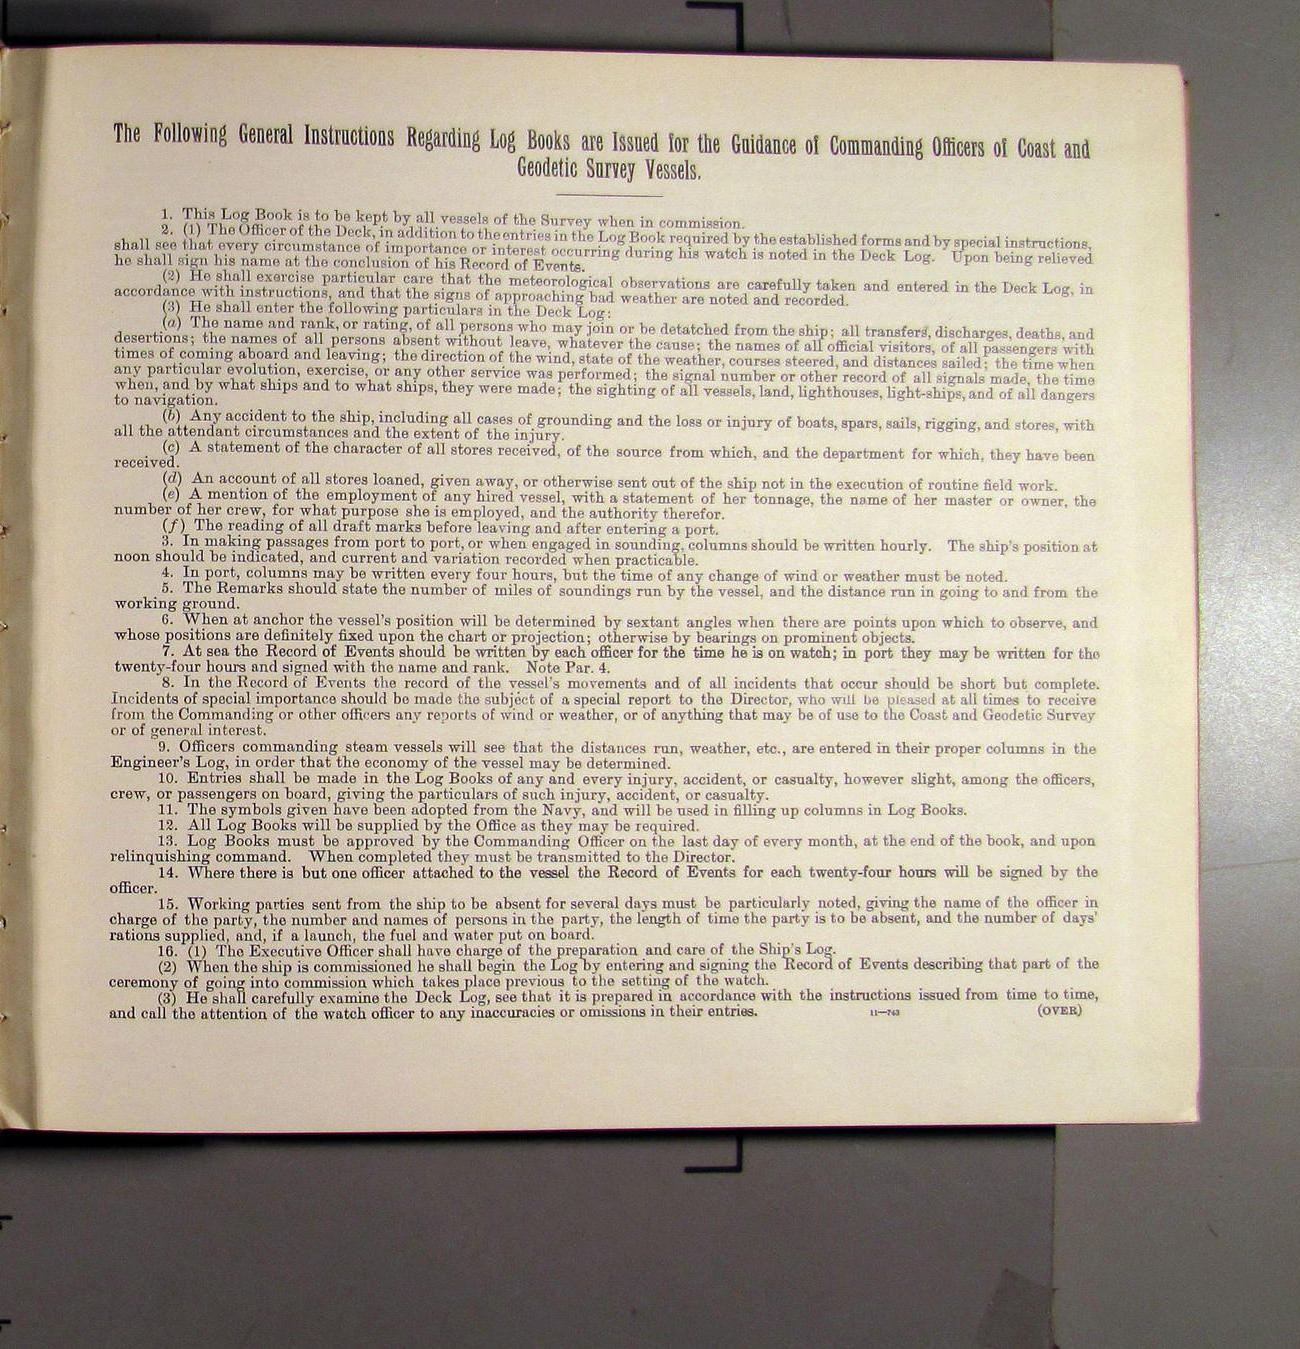 The Following General Instructions Regarding Log Books are Issued for the Guidance of Commanding Officers of Coast and
Geodetic Survey Vessels.
1. This Log Book is to be kept by all vessels of the Survey when in commission.
2. (1) The Officer of the Deck, in addition to the entries in the Log Book required by the established forms and by special instructions,
shall see that every circumstance of importance or interest occurring during his watch is noted in the Deck Log. Upon being relieved
he shall sign his name at the conclusion of his Record of Events.
(2) He shall exercise particular care that the meteorological observations are carefully taken and entered in the Deck Log, in
accordance with instructions, and that the signs of approaching bad weather are noted and recorded.
(3) He shall enter the following particulars in the Deck Log:
(a) The name and rank, or rating, of all persons who may join or be detatched from the ship; all transfers, discharges, deaths, and
desertions; the names of all persons absent without leave, whatever the cause; the names of all official visitors, of all passengers with
times of coming aboard and leaving; the direction of the wind, state of the weather, courses steered, and distances sailed; the time when
any particular evolution, exercise, or any other service was performed; the signal number or other record of all signals made, the time
when, and by what ships and to what ships, they were made; the sighting of all vessels, land, lighthouses, light-ships, and of all dangers
to navigation.
(b) Any accident to the ship, including all cases of grounding and the loss or injury of boats, spars, sails, rigging, and stores, with
all the attendant circumstances and the extent of the injury.
(c) A statement of the character of all stores received, of the source from which, and the department for which, they have been
received.
(d) An account of all stores loaned, given away, or otherwise sent out of the ship not in the execution of routine field work.
(e) A mention of the employment of any hired vessel, with a statement of her tonnage, the name of her master or owner, the
number of her crew, for what purpose she is employed, and the authority therefor.
(f) The reading of all draft marks before leaving and after entering a port.
3. In making passages from port to port, or when engaged in sounding, columns should be written hourly. The ship's position at
noon should be indicated, and current and variation recorded when practicable.
4. In port, columns may be written every four hours, but the time of any change of wind or weather must be noted.
5. The Remarks should state the number of miles of soundings run by the vessel, and the distance run in going to and from the
working ground.
6. When at anchor the vessel's position will be determined by sextant angles when there are points upon which to observe, and
whose positions are definitely fixed upon the chart or projection; otherwise by bearings on prominent objects.
7. At sea the Record of Events should be written by each officer for the time he is on watch; in port they may be written for the
twenty-four hours and signed with the name and rank. Note Par. 4.
8. In the Record of Events the record of the vessel's movements and of all incidents that occur should be short but complete.
Incidents of special importance should be made the subject of a special report to the Director, who will be pleased at all times to receive
from the Commanding or other officers any reports of wind or weather, or of anything that may be of use to the Coast and Geodetic Survey
or of general interest.
9. Officers commanding steam vessels will see that the distances run, weather, etc., are entered in their proper columns in the
Engineer's Log, in order that the economy of the vessel may be determined.
10. Entries shall be made in the Log Books of any and every injury, accident, or casualty, however slight, among the officers,
crew, or passengers on board, giving the particulars of such injury, accident, or casualty.
11. The symbols given have been adopted from the Navy, and will be used in filling up columns in Log Books.
12. All Log Books will be supplied by the Office as they may be required.
13. Log Books must be approved by the Commanding Officer on the last day of every month, at the end of the book, and upon
relinquishing command. When completed they must be transmitted to the Director.
14. Where there is but one officer attached to the vessel the Record of Events for each twenty-four hours will be signed by the
officer.
15. Working parties sent from the ship to be absent for several days must be particularly noted, giving the name of the officer in
charge of the party, the number and names of persons in the party, the length of time the party is to be absent, and the number of days'
rations supplied, and, if a launch, the fuel and water put on board.
16. (1) The Executive Officer shall have charge of the preparation and care of the Ship's Log.
(2) When the ship is commissioned he shall begin the Log by entering and signing the Record of Events describing that part of the
ceremony of going into commission which takes place previous to the setting of the watch.
(3) He shall carefully examine the Deck Log, see that it is prepared in accordance with the instructions issued from time to time,
and call the attention of the watch officer to any inaccuracies or omissions in their entries. 11—743 (OVER)